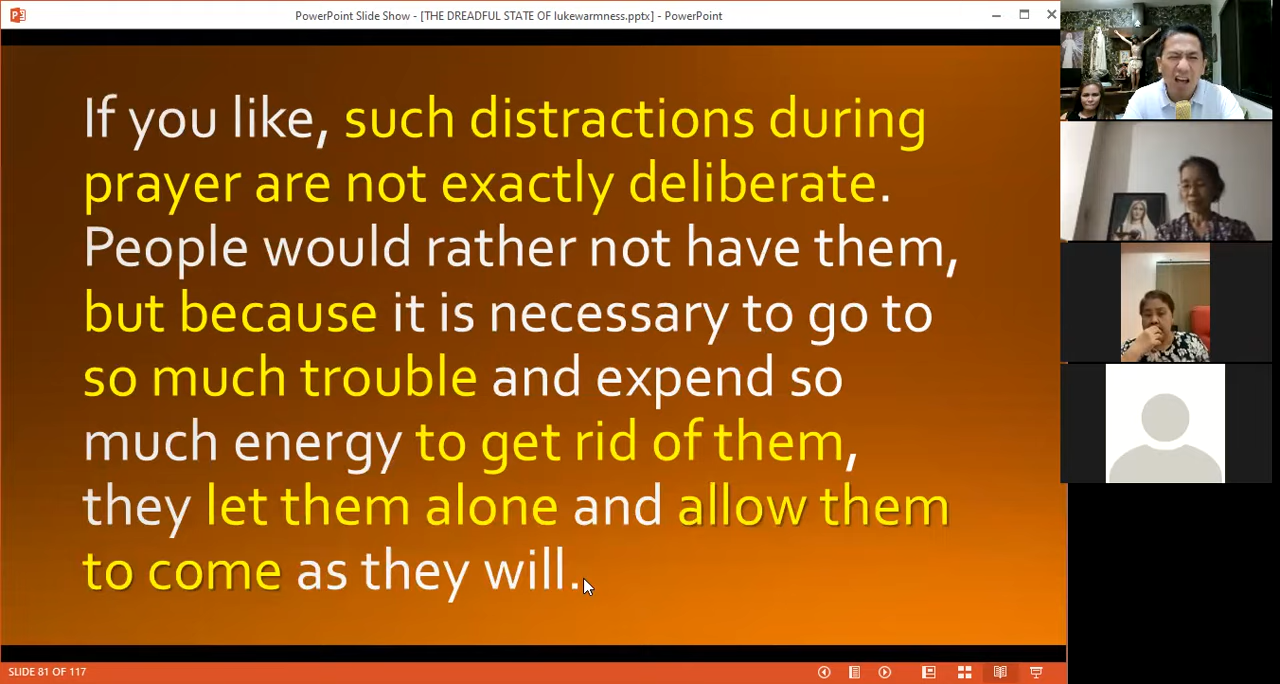 PowerPoint Slide Show - [THE DREADFUL STATE OF lukewarmness.pptx] - PowerPoint
If you like, such distractions during
prayer are not exactly deliberate.
People would rather not have them,
but because it is necessary to go to
so much trouble and expend so
much energy to get rid of them,
they let them alone and allow them
to come as they will.
SLIDE 81 OF 117